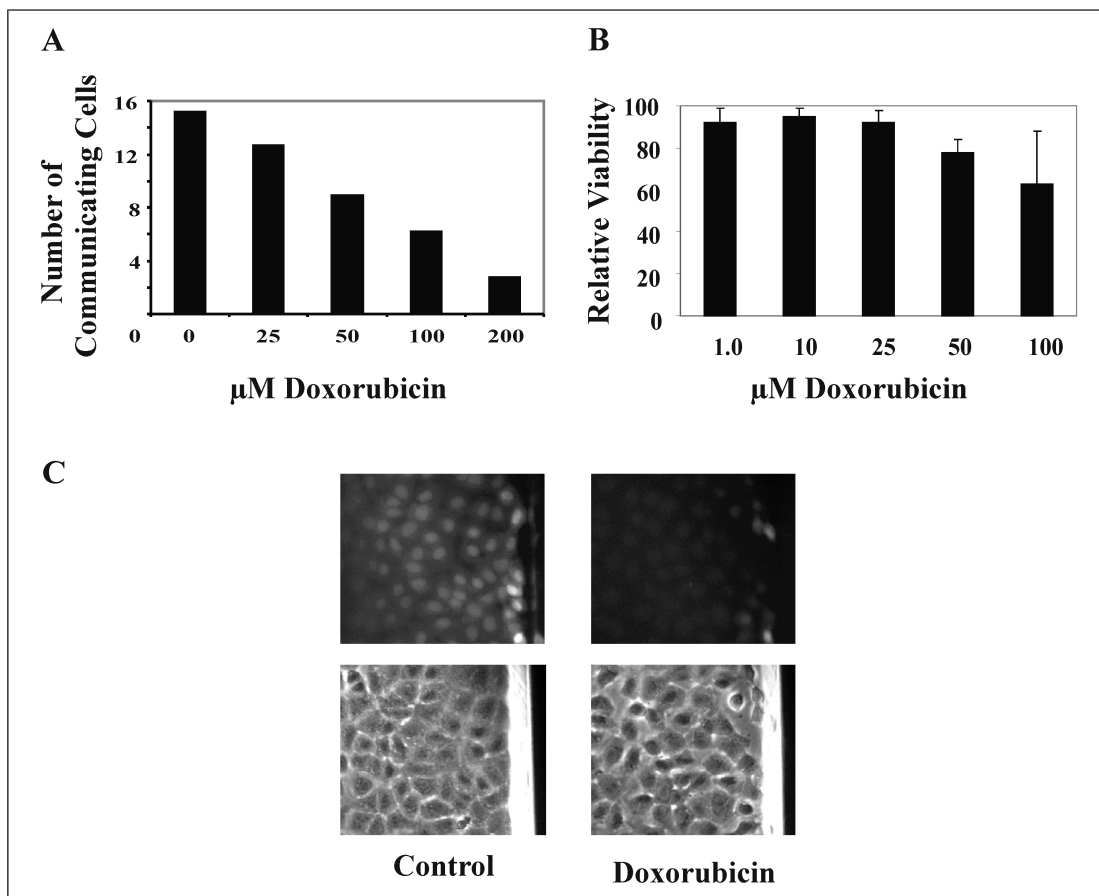 A
Number of
Communicating Cells
16
12
8
4
0
0 25 50 100 200
µM Doxorubicin
B
Relative Viability
100
80
60
40
20
0
1.0 10 25 50 100
µM Doxorubicin
C
Control Doxorubicin